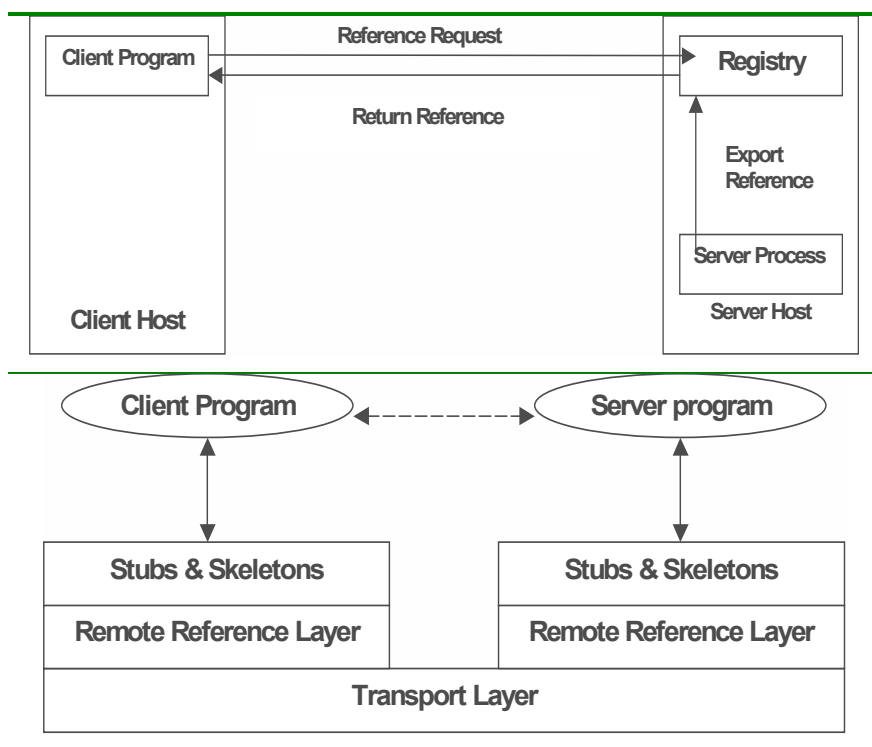 Reference Request
Client Program
Registry
Return Reference
Export
Reference
Server Process
Client Host
Server Host
Client Program
Server program
Stubs & Skeletons
Stubs & Skeletons
Remote Reference Layer
Remote Reference Layer
Transport Layer